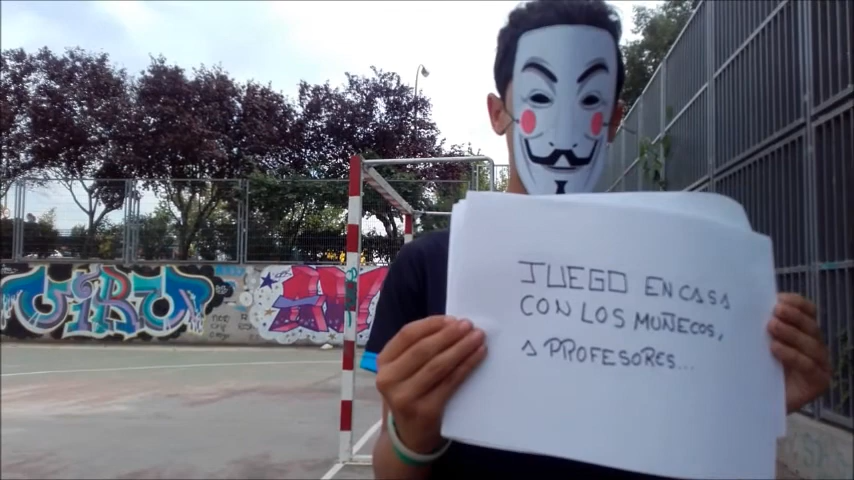 JUEGO EN CASA
CON LOS MUÑECOS,
A PROFESORES...